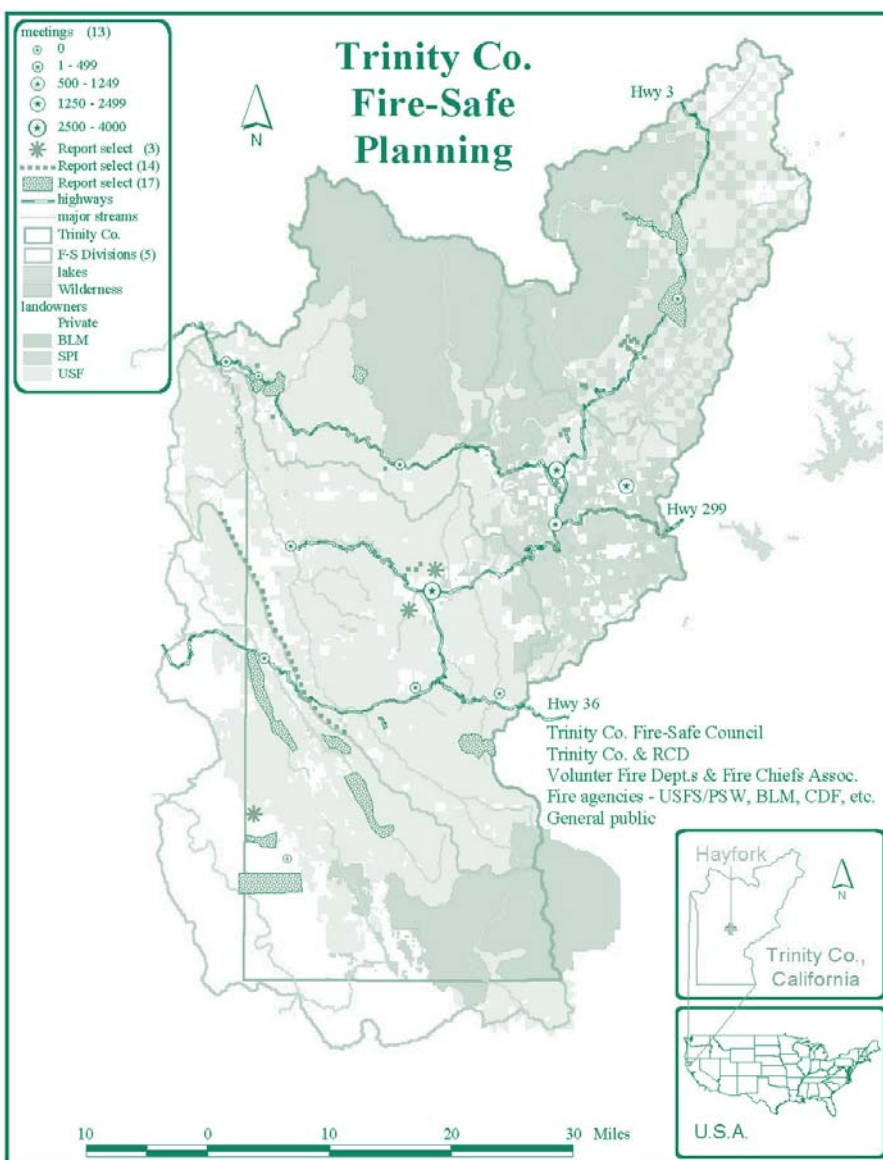 meetings (13)
0
1 - 499
500 - 1249
1250 - 2499
2500 - 4000
Report select (3)
Report select (14)
Report select (17)
highways
major streams
Trinity Co.
F-S Divisions (5)
lakes
Wilderness
landowners
Private
BLM
SPI
USF
N
Trinity Co.
Fire-Safe
Planning
Hwy 3
Hwy 299
Hwy 36
Trinity Co. Fire-Safe Council
Trinity Co. & RCD
Volunter Fire Dept.s & Fire Chiefs Assoc.
Fire agencies - USFS/PSW, BLM, CDF, etc.
General public
Hayfork
N
Trinity Co.,
California
U.S.A.
10 0 10 20 30 Miles